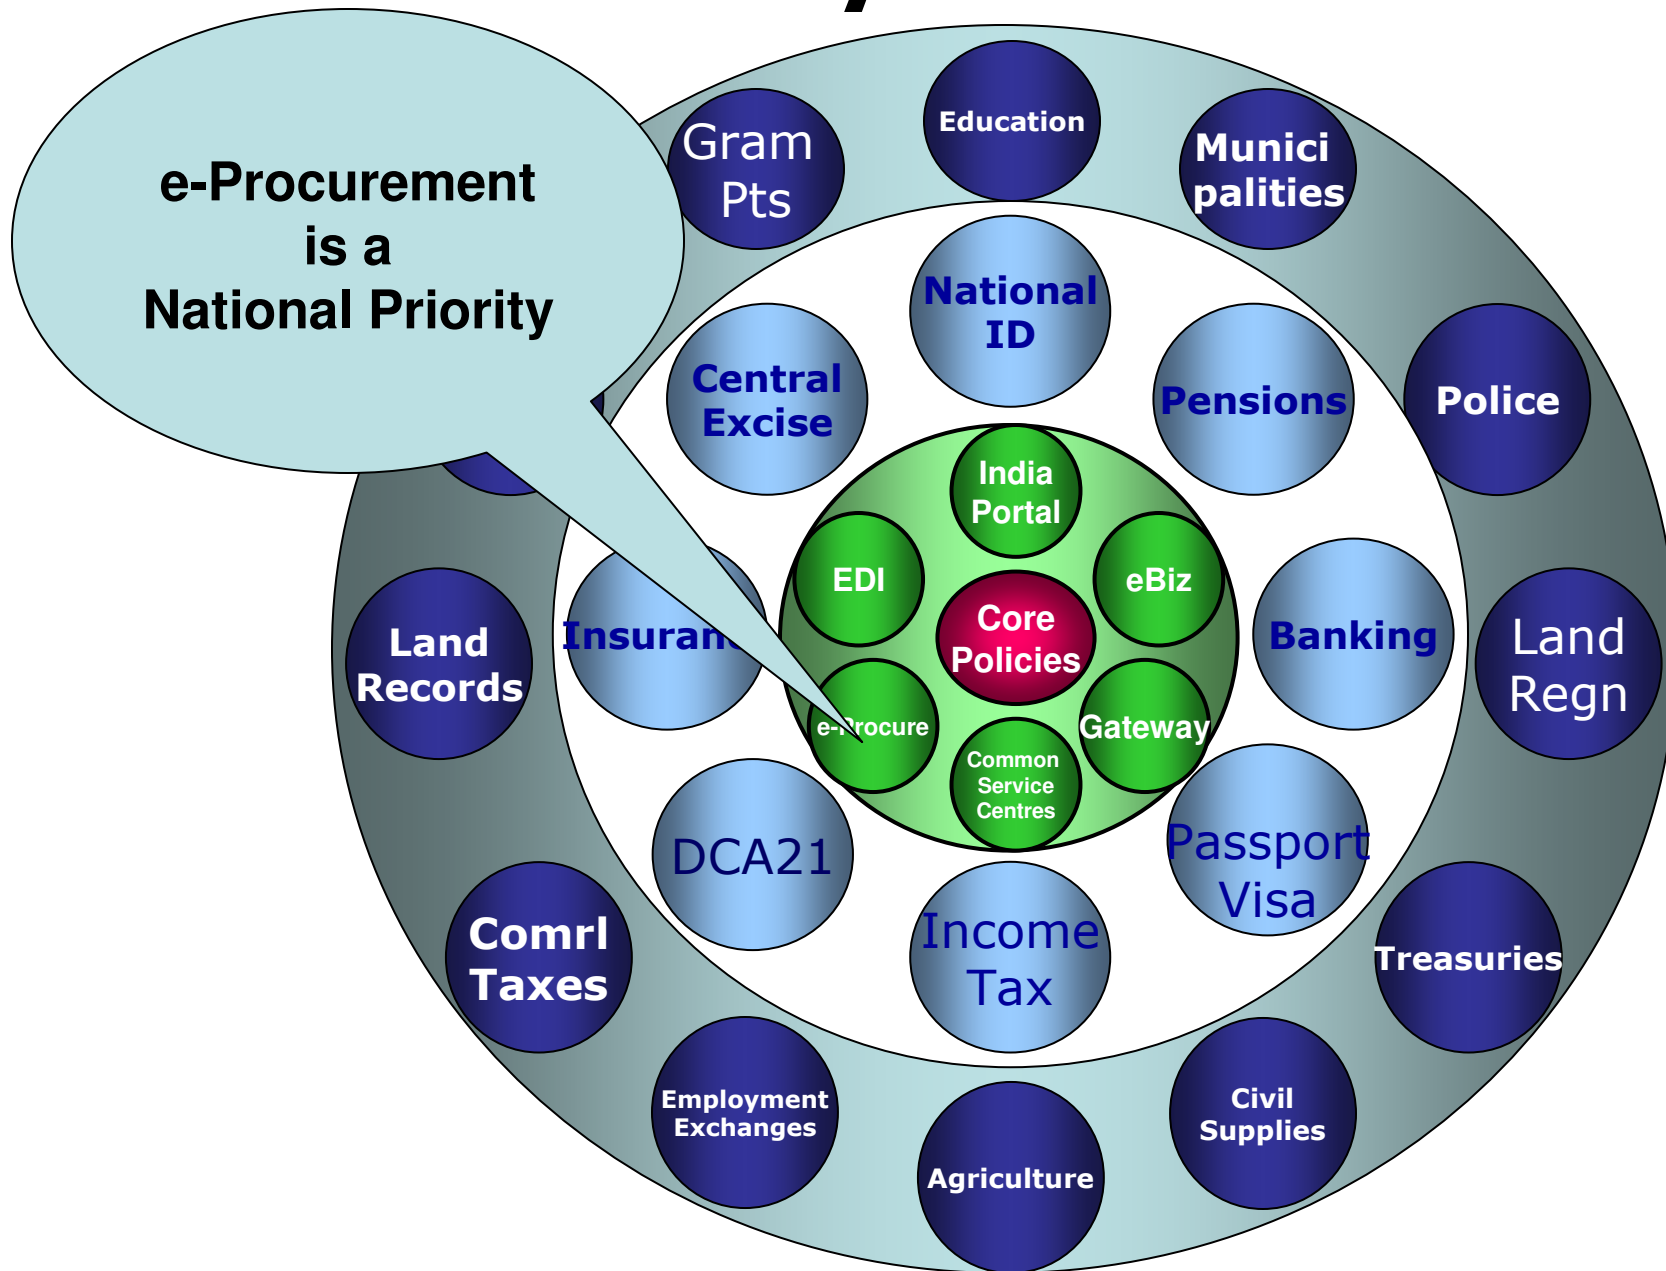 e-Procurement
is a
National Priority
Gram
Pts
Education
Munici
palities
Police
Land
Regn
Treasuries
Civil
Supplies
Agriculture
Employment
Exchanges
Comrl
Taxes
Land
Records
Central
Excise
National
ID
Pensions
Banking
Passport
Visa
Income
Tax
DCA21
Insuran
India
Portal
eBiz
Gateway
Common
Service
Centres
e-Procure
EDI
Core
Policies